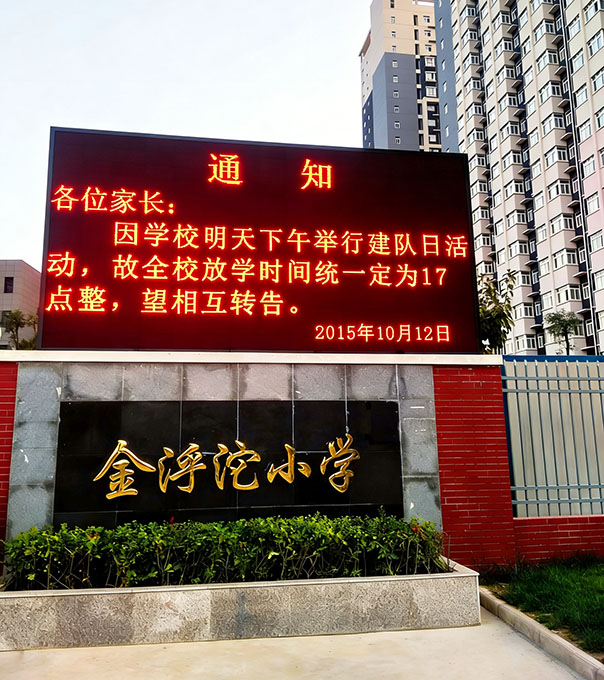 通 知
各位家长：
因学校明天下午举行建队日活
动，故全校放学时间统一定为17
点整，望相互转告。
2015年10月12日
金浮沱小学